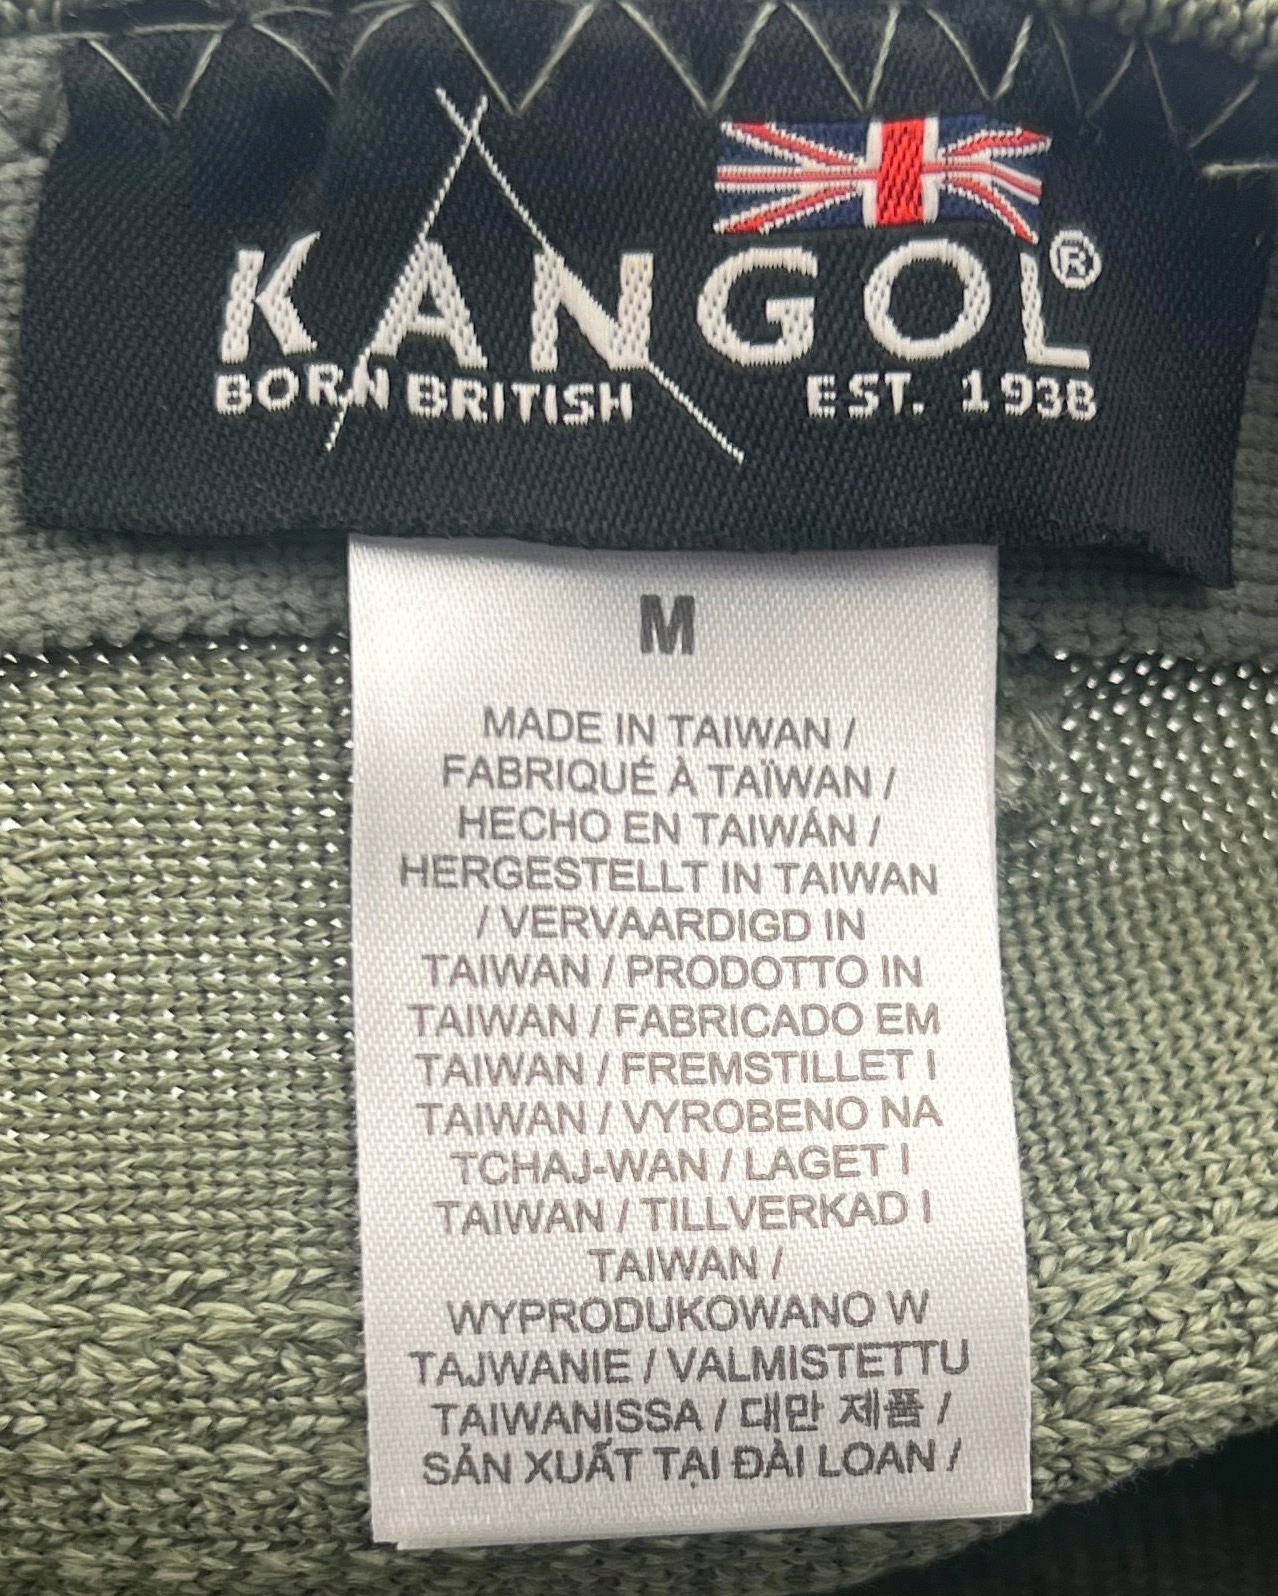 KANGOL®
BORN BRITISH EST. 1938
M
MADE IN TAIWAN /
FABRIQUÉ À TAÏWAN /
HECHO EN TAIWÁN /
HERGESTELLT IN TAIWAN
/ VERVAARDIGD IN
TAIWAN / PRODOTTO IN
TAIWAN / FABRICADO EM
TAIWAN / FREMSTILLET I
TAIWAN / VYROBENO NA
TCHAJ-WAN / LAGET I
TAIWAN / TILLVERKAD I
TAIWAN /
WYPRODUKOWANO W
TAJWANIE / VALMISTETTU
TAIWANISSA / 대만 제품 /
SẢN XUẤT TẠI ĐÀI LOAN /